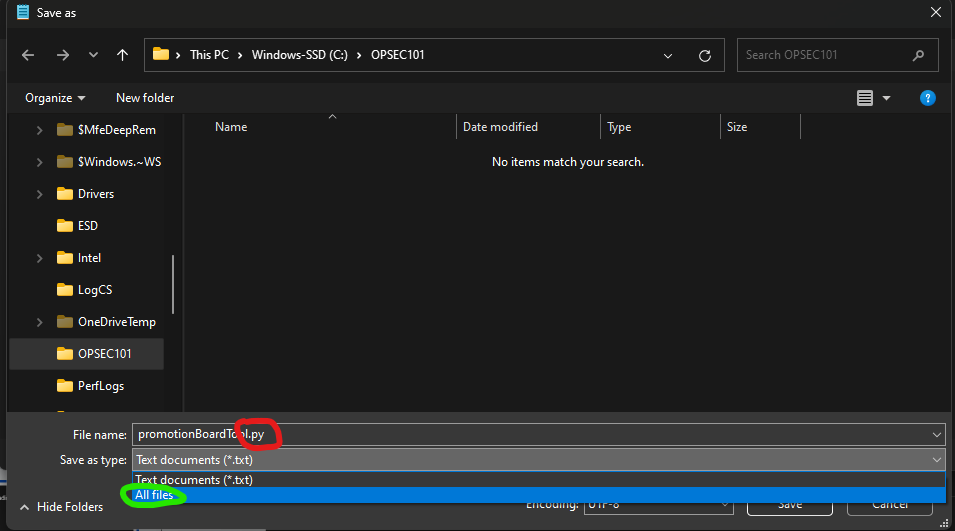 Save as
This PC > Windows-SSD (C:) > OPSEC101
Search OPSEC101
Organize New folder
Name Date modified Type Size
No items match your search.
$MfeDeepRem
$Windows.~WS
Drivers
ESD
Intel
LogCS
OneDriveTemp
OPSEC101
PerfLogs
File name: promotionBoardTool.py
Save as type: Text documents (*.txt)
Text documents (*.txt)
All files
Hide Folders Encoding: UTF-8 Save Cancel